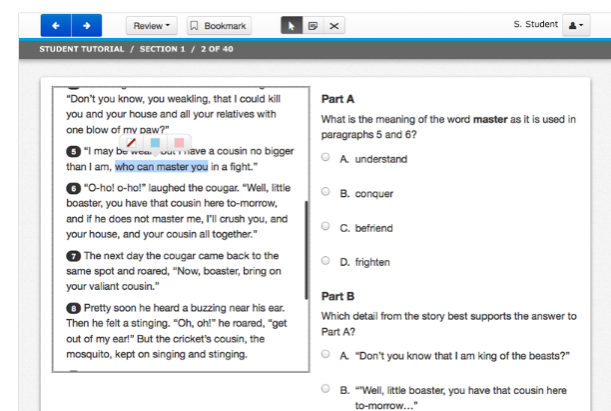 Review
Bookmark
S. Student
STUDENT TUTORIAL / SECTION 1 / 2 OF 40
"Don't you know, you weakling, that I could kill
you and your house and all your relatives with
one blow of my paw?"
5 "I may be weak, but I have a cousin no bigger
than I am, who can master you in a fight."
6 "O-ho! o-ho!" laughed the cougar. "Well, little
boaster, you have that cousin here to-morrow,
and if he does not master me, I'll crush you, and
your house, and your cousin all together."
7 The next day the cougar came back to the
same spot and roared, "Now, boaster, bring on
your valiant cousin."
8 Pretty soon he heard a buzzing near his ear.
Then he felt a stinging. "Oh, oh!" he roared, "get
out of my ear!" But the cricket's cousin, the
mosquito, kept on singing and stinging.
Part A
What is the meaning of the word master as it is used in
paragraphs 5 and 6?
A. understand
B. conquer
C. befriend
D. frighten
Part B
Which detail from the story best supports the answer to
Part A?
A. "Don't you know that I am king of the beasts?"
B. "'Well, little boaster, you have that cousin here
to-morrow..."